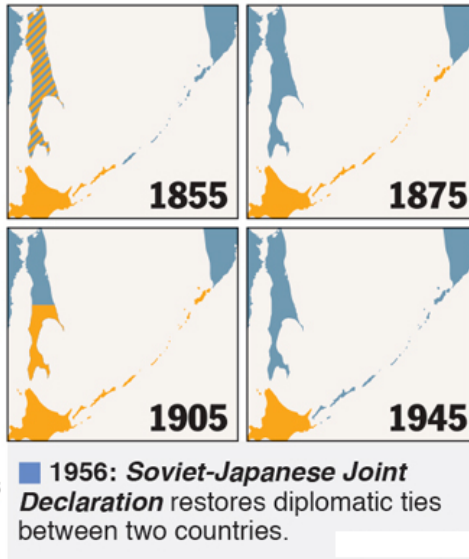 1855
1875
1905
1945
1956: Soviet-Japanese Joint
Declaration restores diplomatic ties
between two countries.